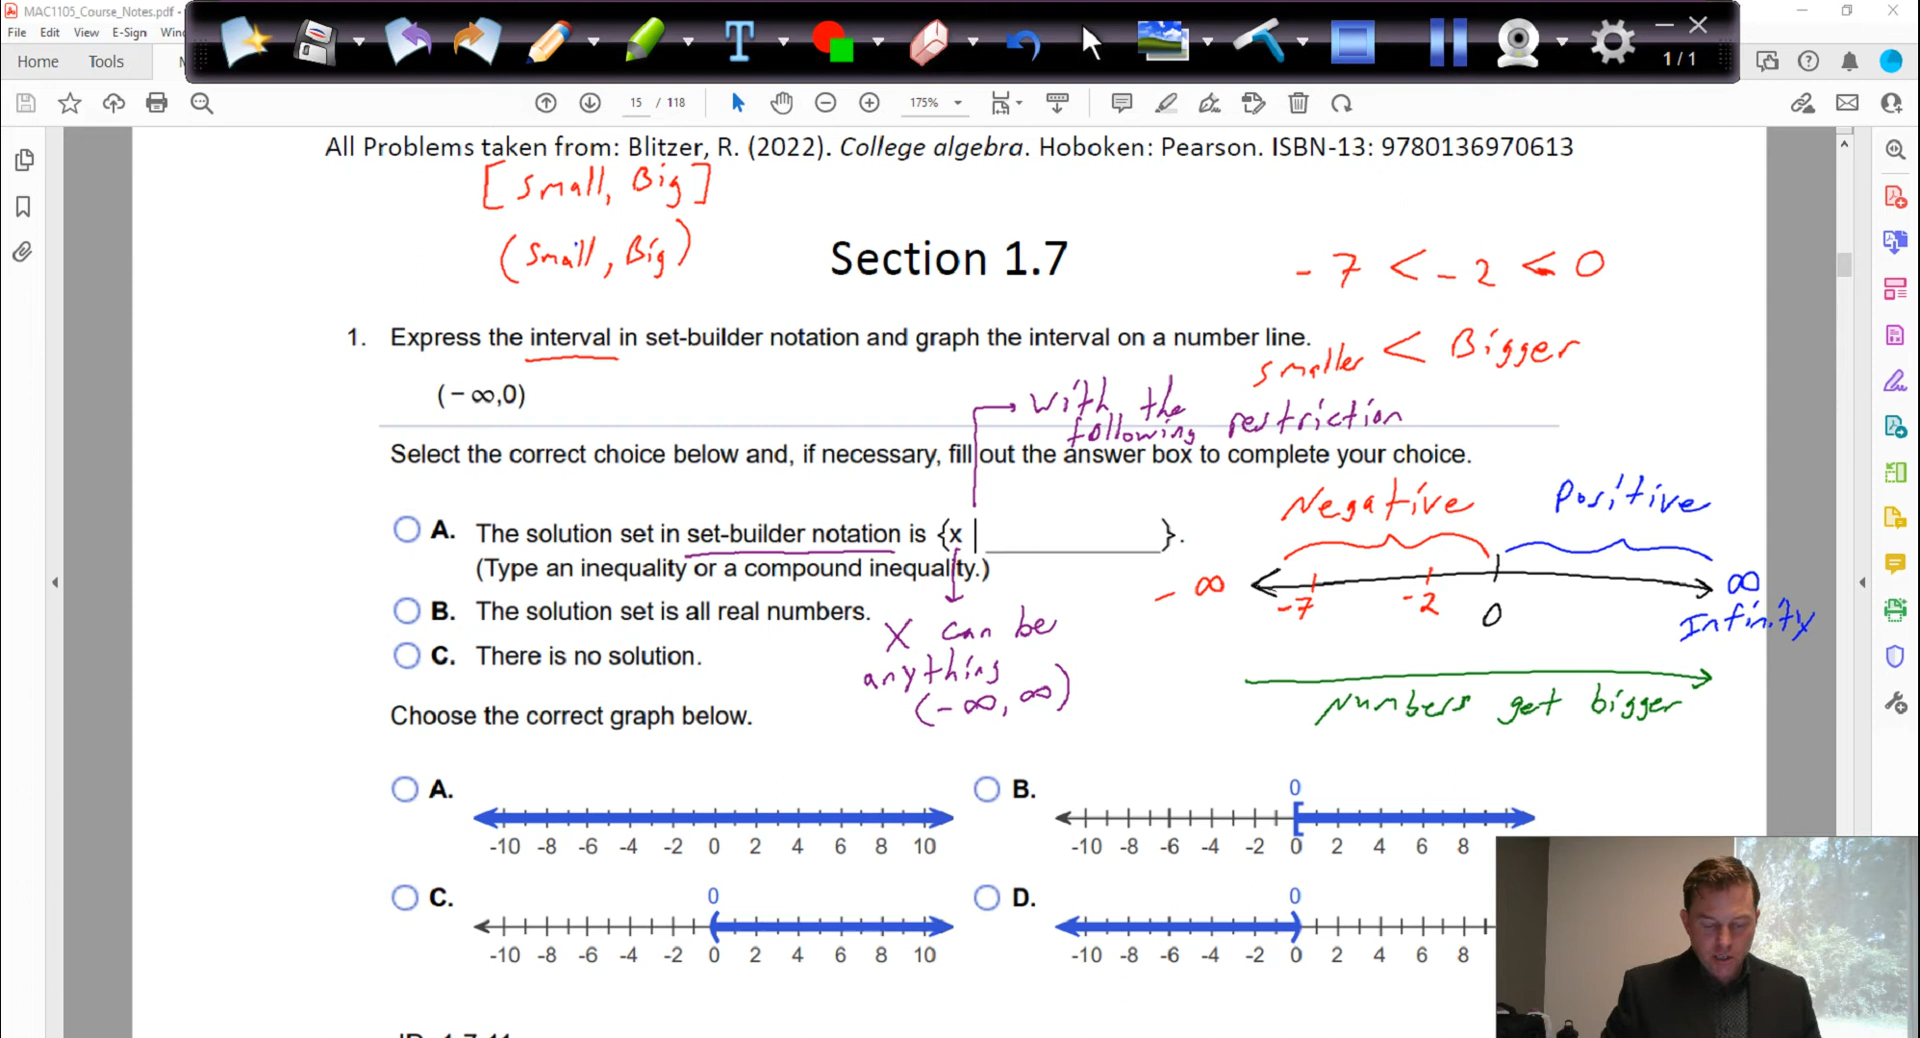 MAC1105_Course_Notes.pdf -
File Edit View E-Sign
Home Tools
1/1
15 / 118
175%
All Problems taken from: Blitzer, R. (2022). College algebra. Hoboken: Pearson. ISBN-13: 9780136970613
[Small, Big]
(Small, Big)
Section 1.7
-7 < -2 < 0
1. Express the interval in set-builder notation and graph the interval on a number line.
smaller < Bigger
(-∞,0)
with the following restriction
Select the correct choice below and, if necessary, fill out the answer box to complete your choice.
Negative
Positive
A. The solution set in set-builder notation is {x | ____________}.
(Type an inequality or a compound inequality.)
-∞ -7 -2 0 ∞
Infinity
B. The solution set is all real numbers.
X can be
anything
(-∞, ∞)
C. There is no solution.
Numbers get bigger
Choose the correct graph below.
A.
-10 -8 -6 -4 -2 0 2 4 6 8 10
B.
0
-10 -8 -6 -4 -2 0 2 4 6 8
C.
0
-10 -8 -6 -4 -2 0 2 4 6 8 10
D.
0
-10 -8 -6 -4 -2 0 2 4 6 8